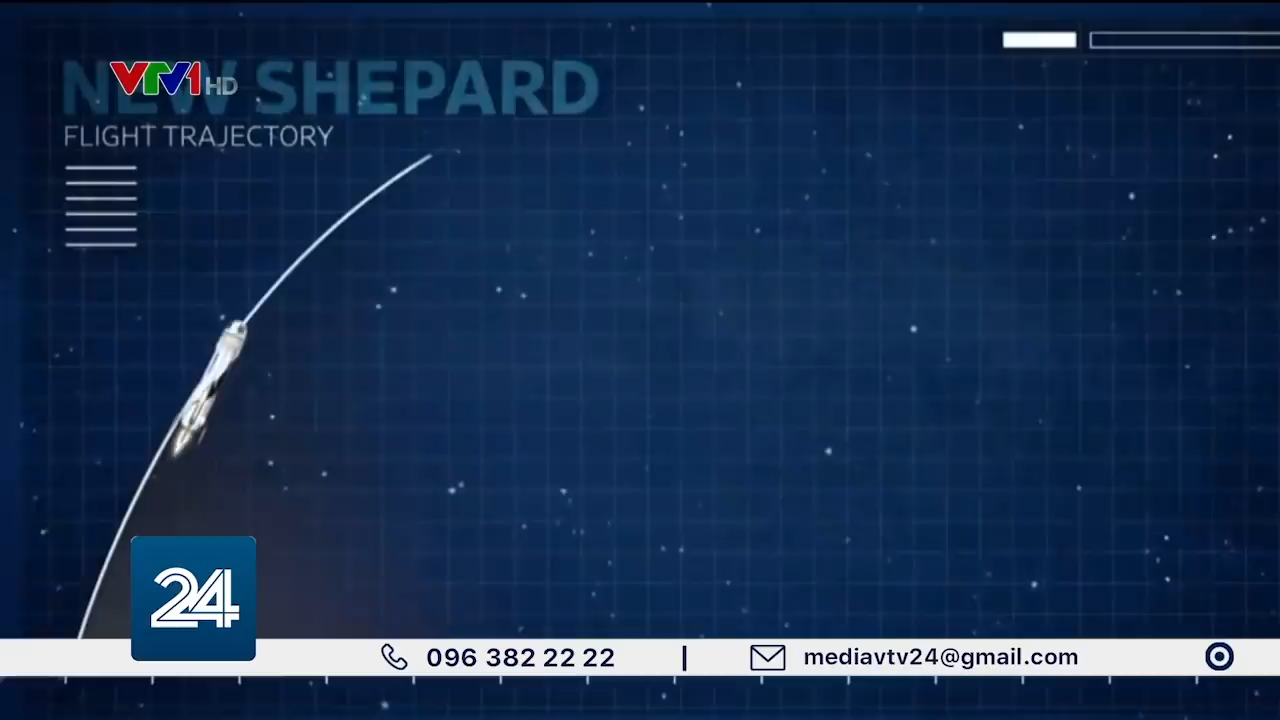 VTV1 HD
NEW SHEPARD
FLIGHT TRAJECTORY
24
096 382 22 22 | mediavtv24@gmail.com